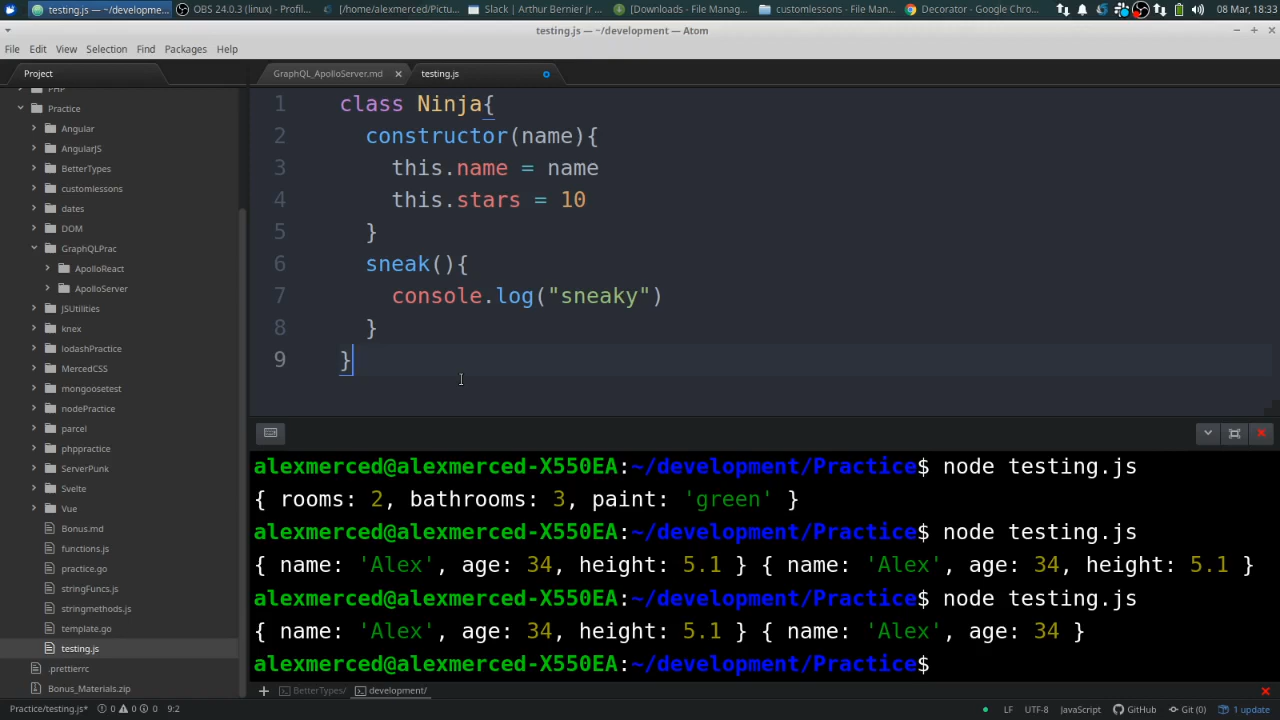 testing.js — ~/developme...
OBS 24.0.3 (linux) - Profil...
[/home/alexmerced/Pictu...
Slack | Arthur Bernier Jr ...
[Downloads - File Manag...
customlessons - File Man...
Decorator - Google Chro...
08 Mar, 18:33
testing.js — ~/development — Atom
File Edit View Selection Find Packages Help
Project
GraphQL_ApolloServer.md
testing.js
PHP
Practice
Angular
AngularJS
BetterTypes
customlessons
dates
DOM
GraphQLPrac
ApolloReact
ApolloServer
JSUtilities
knex
lodashPractice
MercedCSS
mongoosetest
nodePractice
parcel
phppractice
ServerPunk
Svelte
Vue
Bonus.md
functions.js
practice.go
stringFuncs.js
stringmethods.js
template.go
testing.js
.prettierrc
Bonus_Materials.zip
1 class Ninja{
2 constructor(name){
3 this.name = name
4 this.stars = 10
5 }
6 sneak(){
7 console.log("sneaky")
8 }
9 }
alexmerced@alexmerced-X550EA:~/development/Practice$ node testing.js
{ rooms: 2, bathrooms: 3, paint: 'green' }
alexmerced@alexmerced-X550EA:~/development/Practice$ node testing.js
{ name: 'Alex', age: 34, height: 5.1 } { name: 'Alex', age: 34, height: 5.1 }
alexmerced@alexmerced-X550EA:~/development/Practice$ node testing.js
{ name: 'Alex', age: 34, height: 5.1 } { name: 'Alex', age: 34 }
alexmerced@alexmerced-X550EA:~/development/Practice$
BetterTypes/ development/
Practice/testing.js* 0 0 0 9:2 LF UTF-8 JavaScript GitHub Git (0) 1 update